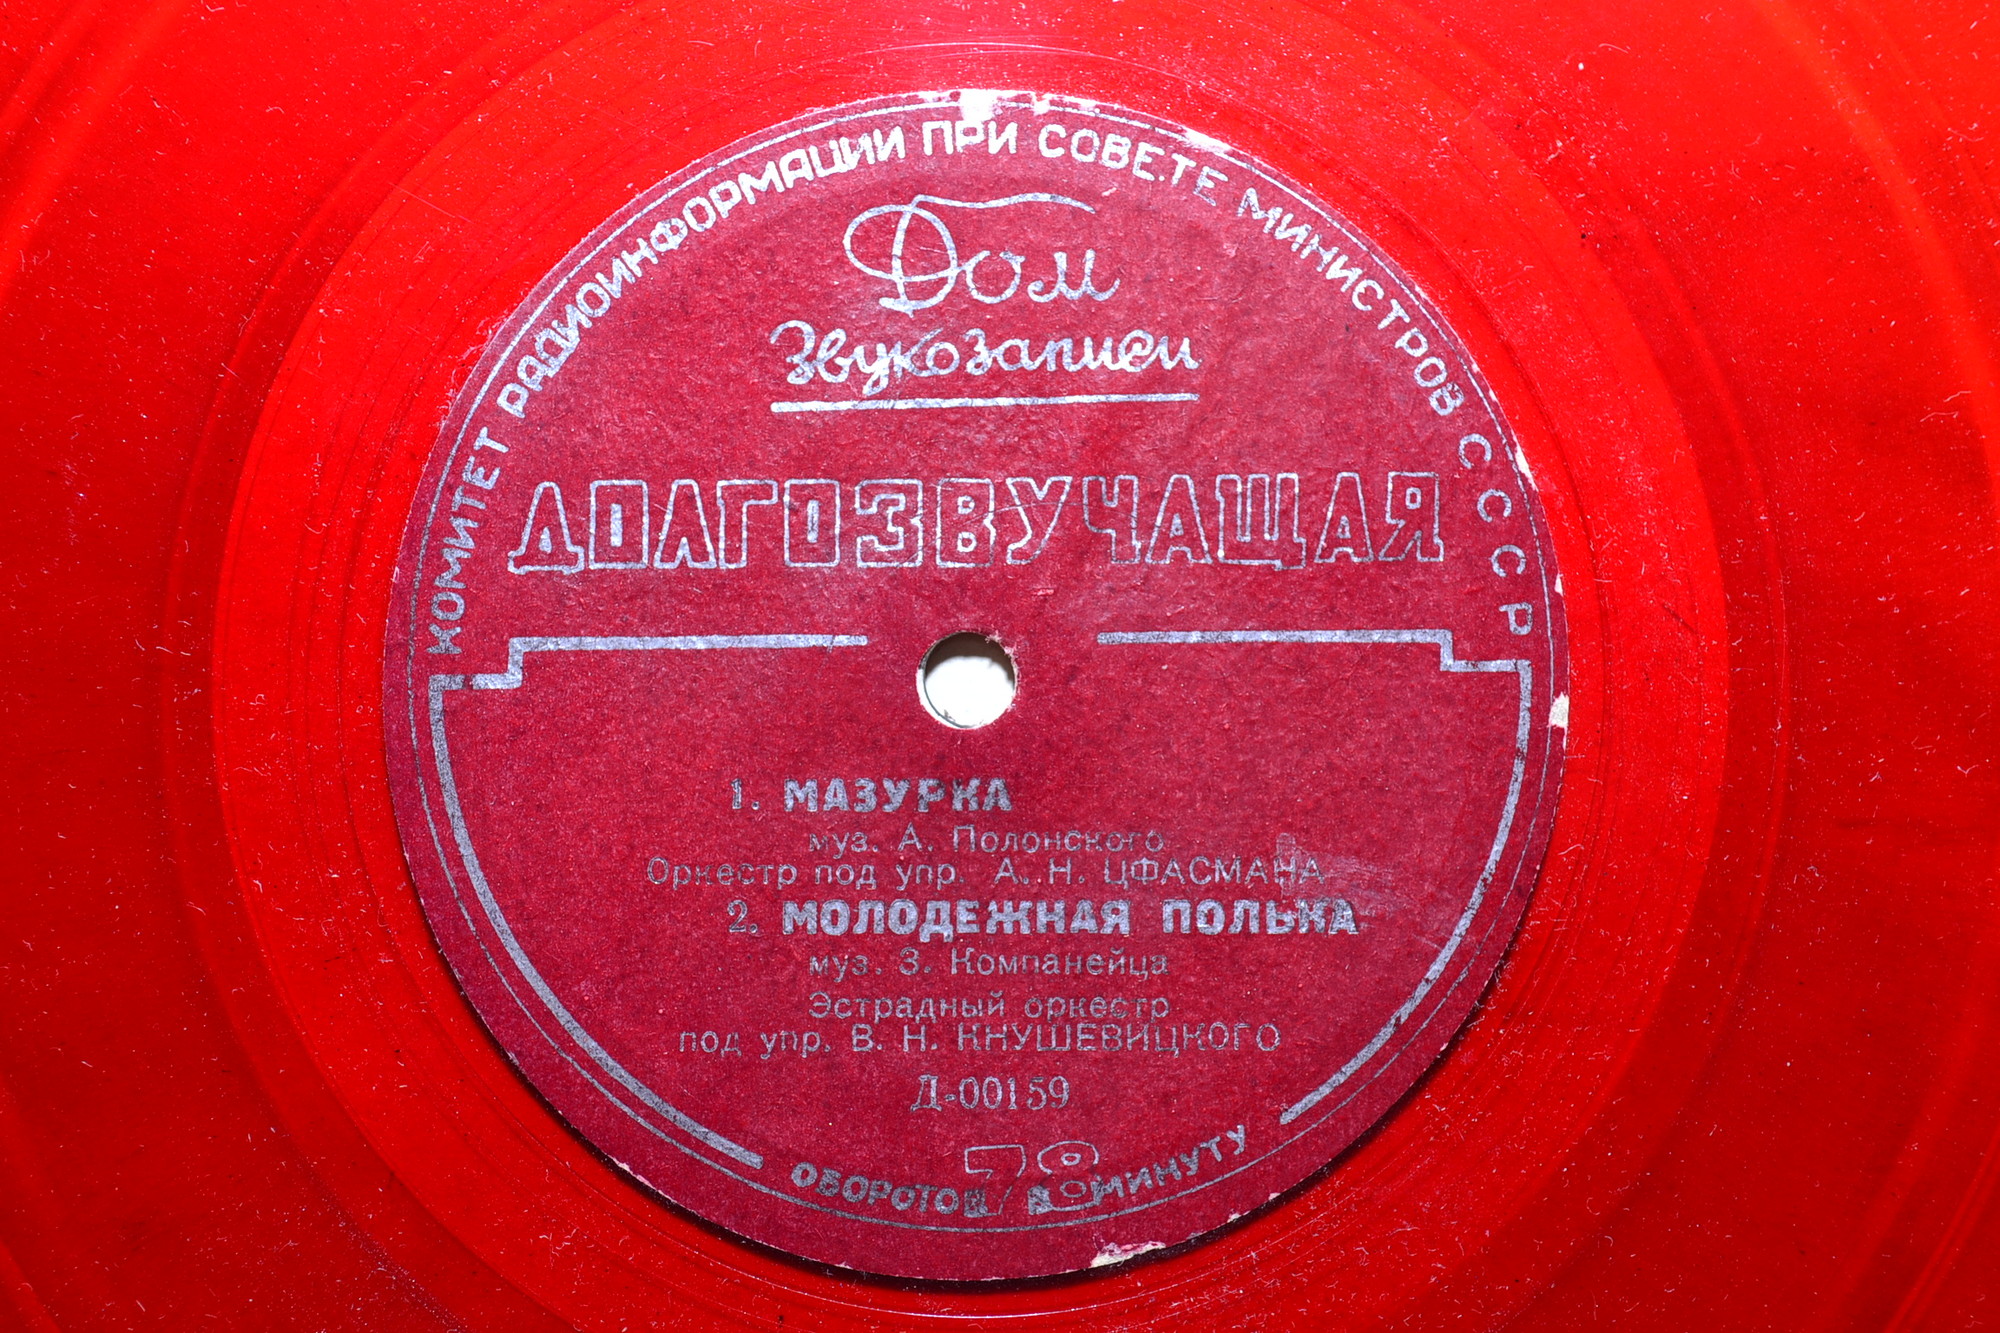 КОМИТЕТ РАДИОИНФОРМАЦИИ ПРИ СОВЕТЕ МИНИСТРОВ СССР
Дом
Звукозаписи
ДОЛГОЗВУЧАЩАЯ
1. МАЗУРКА
муз. А. Полонского
Оркестр под упр. А. Н. ЦФАСМАНА
2. МОЛОДЕЖНАЯ ПОЛЬКА
муз. З. Компанейца
Эстрадный оркестр
под упр. В. Н. КНУШЕВИЦКОГО
Д-00159
78
ОБОРОТОВ В МИНУТУ